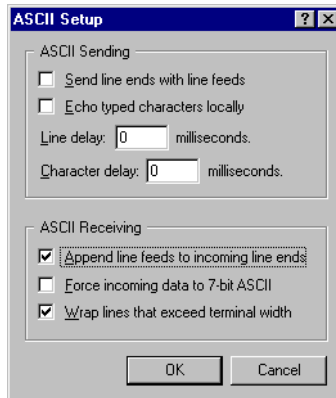 ASCII Setup
ASCII Sending
Send line ends with line feeds
Echo typed characters locally
Line delay: 0 milliseconds.
Character delay: 0 milliseconds.
ASCII Receiving
Append line feeds to incoming line ends
Force incoming data to 7-bit ASCII
Wrap lines that exceed terminal width
OK Cancel